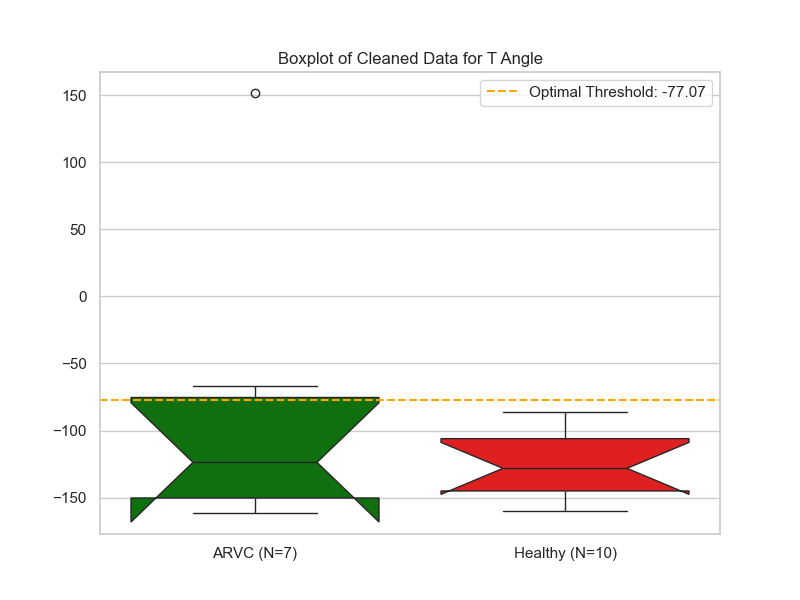 Boxplot of Cleaned Data for T Angle
Optimal Threshold: -77.07
150
100
50
0
−50
−100
−150
ARVC (N=7)
Healthy (N=10)